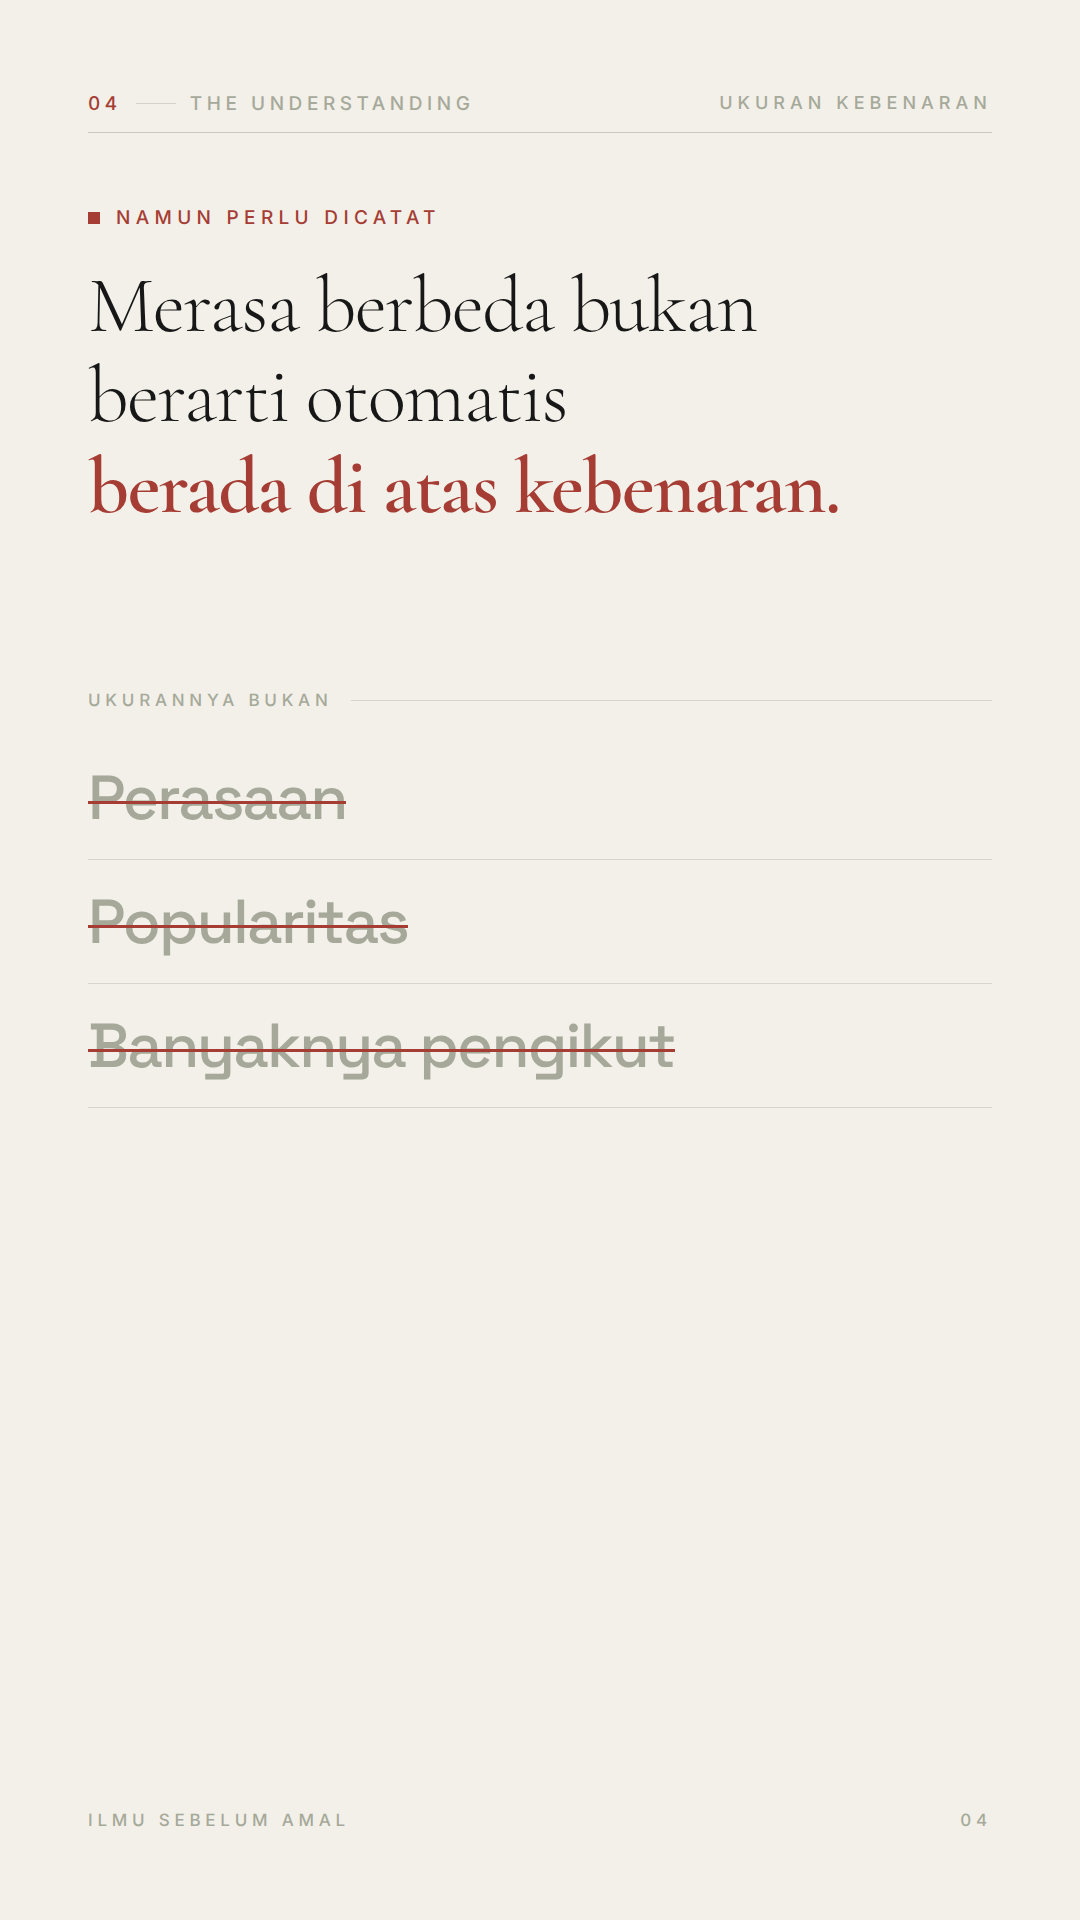 04 THE UNDERSTANDING
UKURAN KEBENARAN
NAMUN PERLU DICATAT
Merasa berbeda bukan
berarti otomatis
berada di atas kebenaran.
UKURANNYA BUKAN
Perasaan
Popularitas
Banyaknya pengikut
ILMU SEBELUM AMAL
04